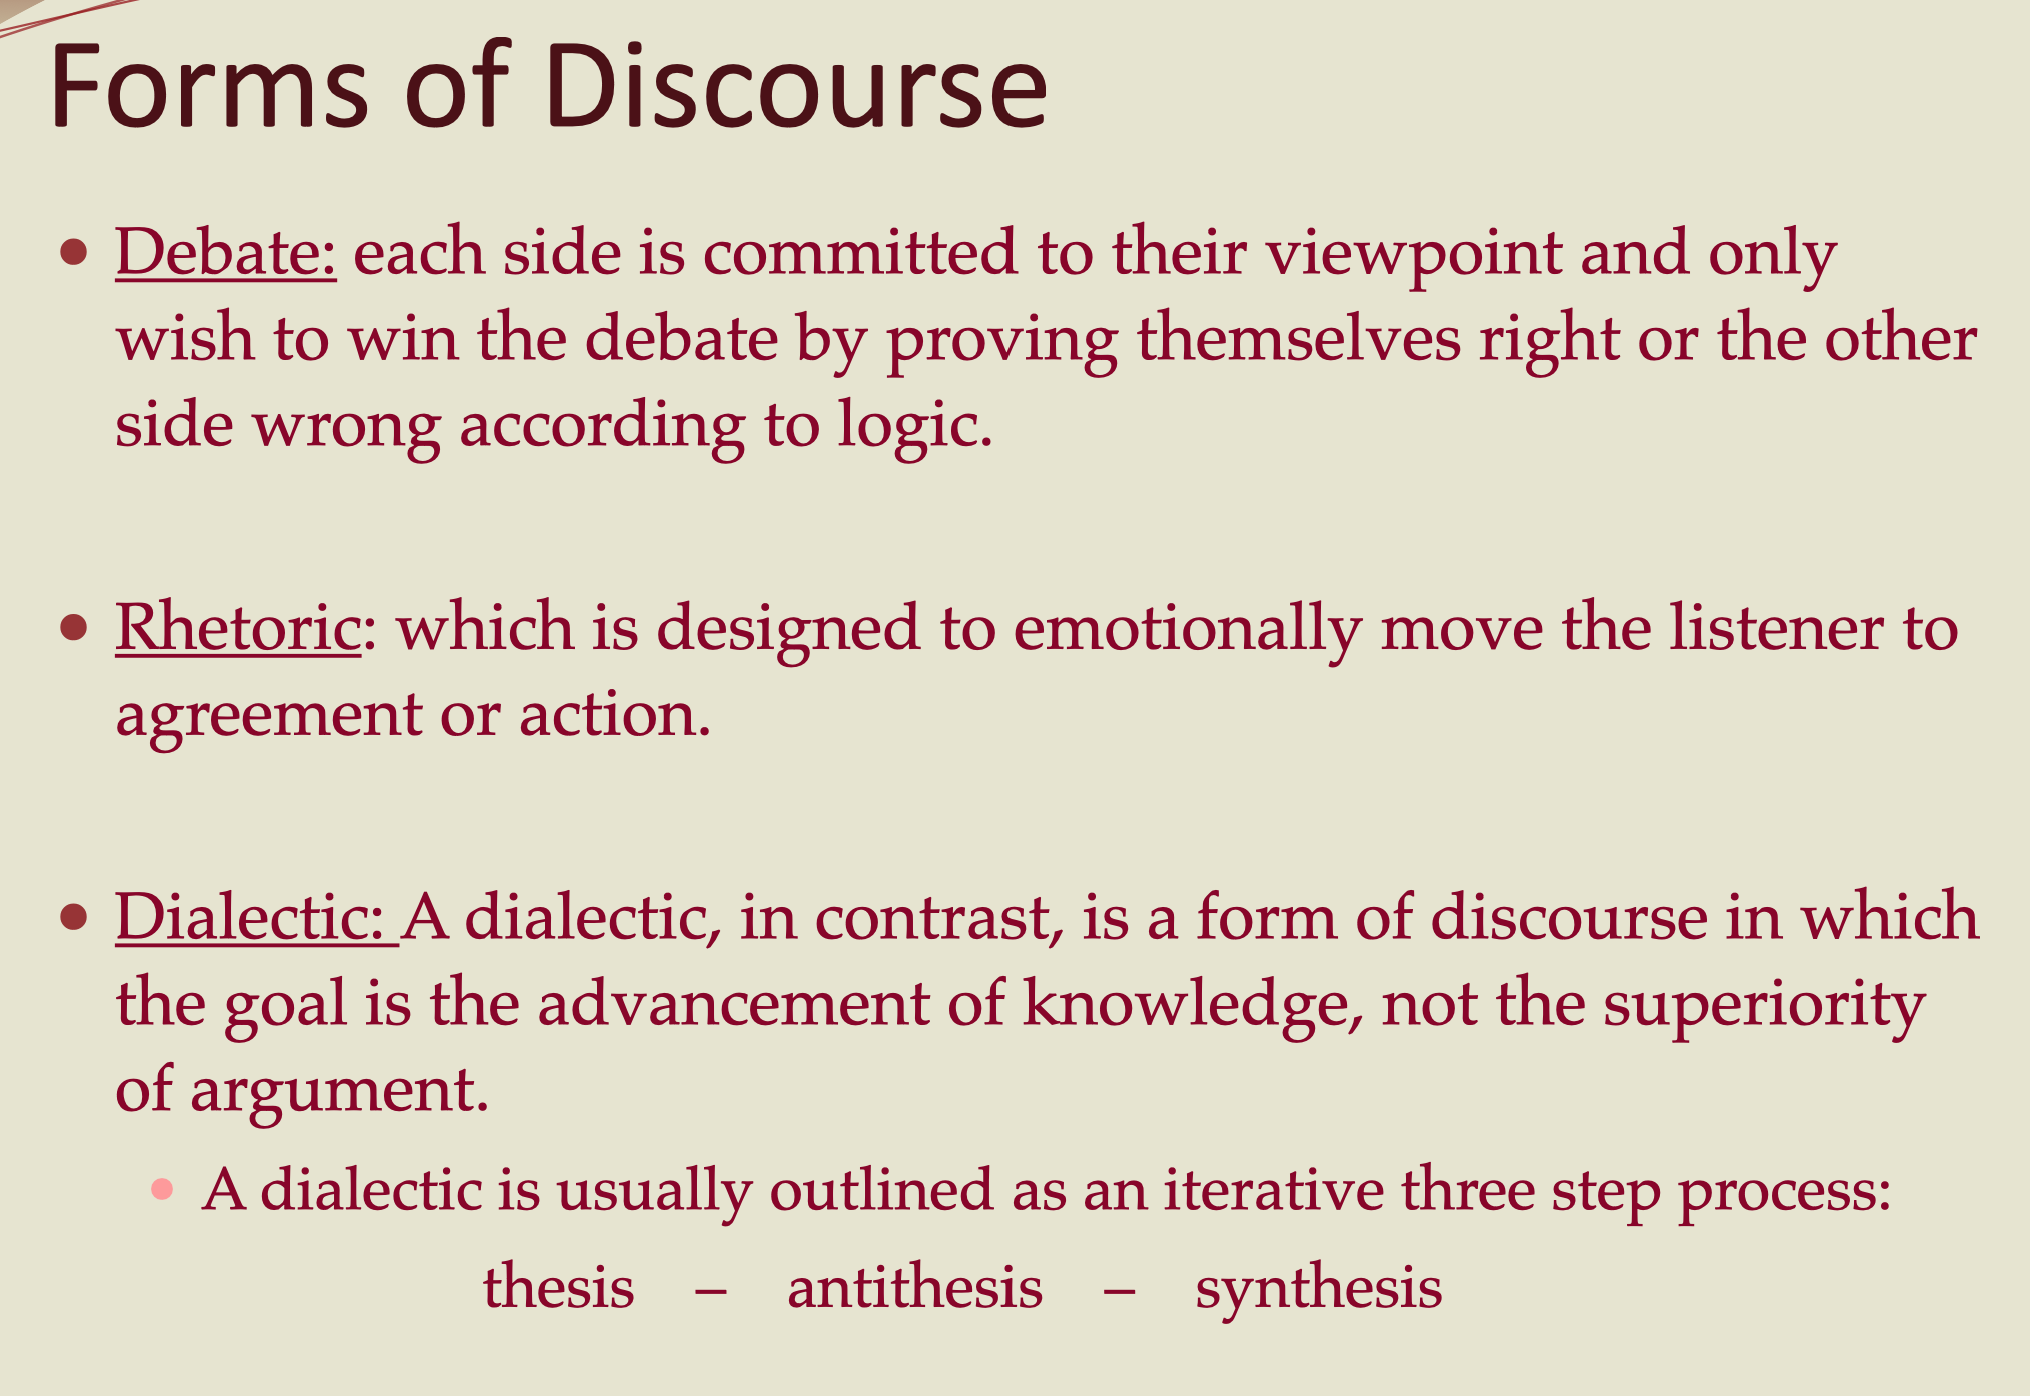 Forms of Discourse
• Debate: each side is committed to their viewpoint and only
wish to win the debate by proving themselves right or the other
side wrong according to logic.
• Rhetoric: which is designed to emotionally move the listener to
agreement or action.
• Dialectic: A dialectic, in contrast, is a form of discourse in which
the goal is the advancement of knowledge, not the superiority
of argument.
• A dialectic is usually outlined as an iterative three step process:
thesis – antithesis – synthesis